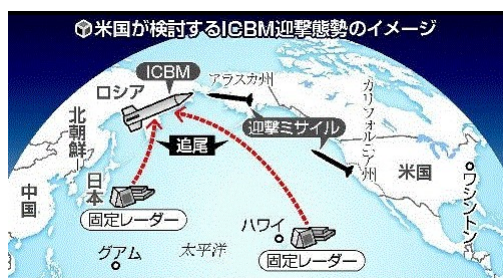 米国が検討するICBM迎撃態勢のイメージ
ICBM
アラスカ州
ロシア
カリフォルニア州
迎撃ミサイル
北朝鮮
追尾
米国
ワシントン
日本
中国
固定レーダー
ハワイ
固定レーダー
グアム
太平洋